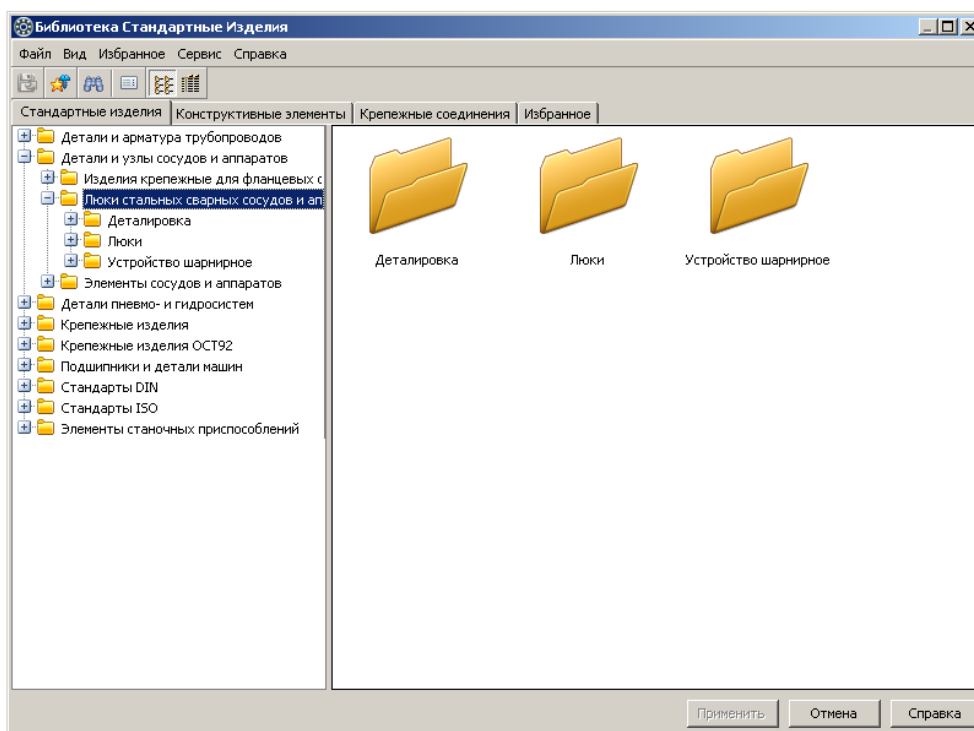 Библиотека Стандартные Изделия
Файл Вид Избранное Сервис Справка
Стандартные изделия Конструктивные элементы Крепежные соединения Избранное
Детали и арматура трубопроводов
Детали и узлы сосудов и аппаратов
Изделия крепежные для фланцевых с
Люки стальных сварных сосудов и ап
Деталировка
Люки
Устройство шарнирное
Элементы сосудов и аппаратов
Детали пневмо- и гидросистем
Крепежные изделия
Крепежные изделия ОСТ92
Подшипники и детали машин
Стандарты DIN
Стандарты ISO
Элементы станочных приспособлений
Деталировка Люки Устройство шарнирное
Применить Отмена Справка